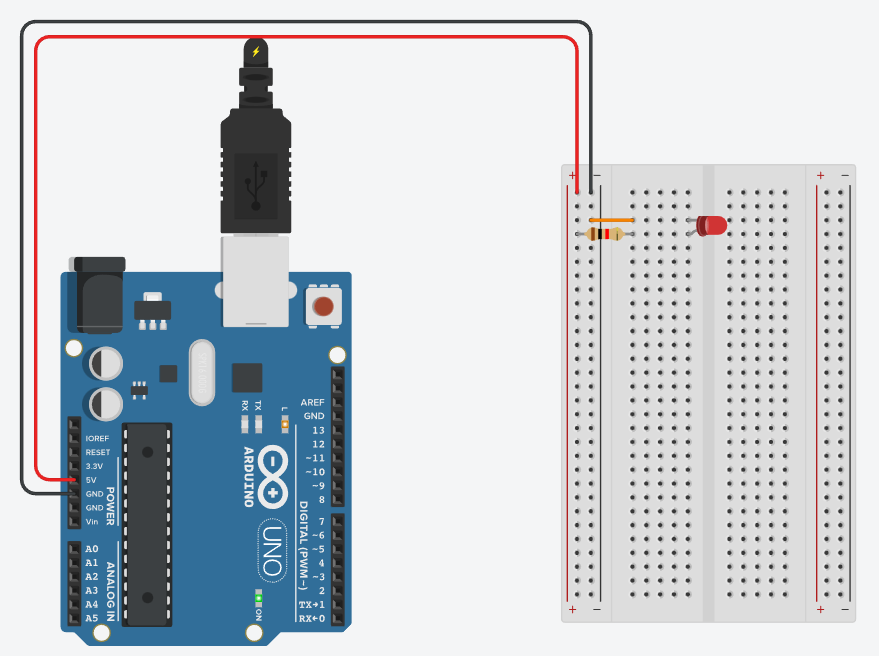 + − + −
AREF
GND
13
12
~11
~10
~9
8
7
~6
~5
4
~3
2
TX→1
RX←0
DIGITAL (PWM~)
IOREF
RESET
3.3V
5V
GND
GND
Vin
POWER
A0
A1
A2
A3
A4
A5
ANALOG IN
RX
TX
L
ARDUINO
UNO
ON
+ − + −